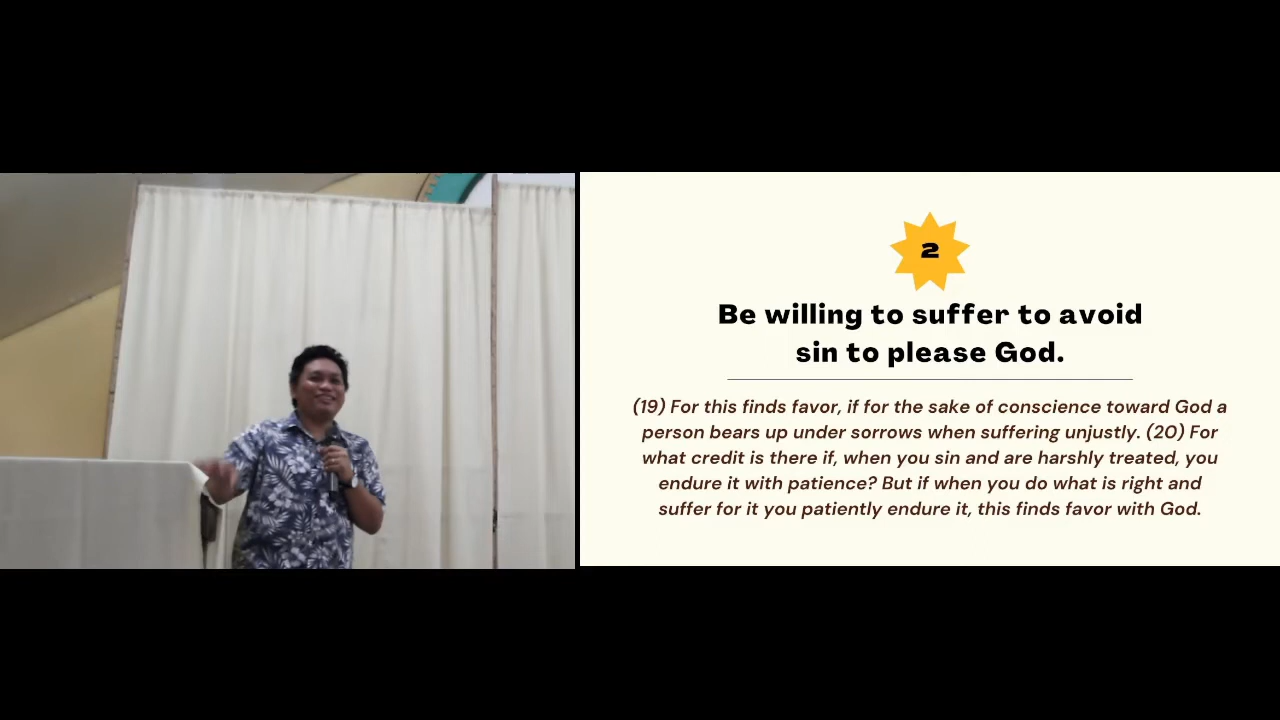 2
Be willing to suffer to avoid
sin to please God.
(19) For this finds favor, if for the sake of conscience toward God a
person bears up under sorrows when suffering unjustly. (20) For
what credit is there if, when you sin and are harshly treated, you
endure it with patience? But if when you do what is right and
suffer for it you patiently endure it, this finds favor with God.